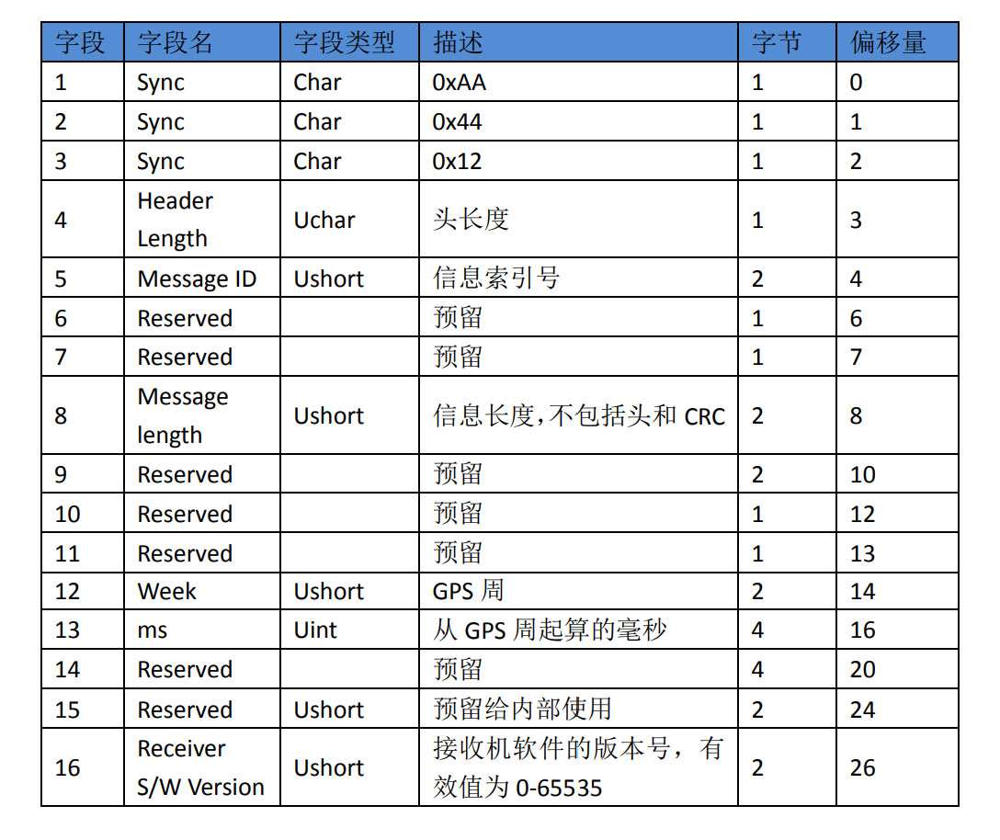 字段 字段名 字段类型 描述 字节 偏移量
1 Sync Char 0xAA 1 0
2 Sync Char 0x44 1 1
3 Sync Char 0x12 1 2
4 Header Length Uchar 头长度 1 3
5 Message ID Ushort 信息索引号 2 4
6 Reserved 预留 1 6
7 Reserved 预留 1 7
8 Message length Ushort 信息长度，不包括头和 CRC 2 8
9 Reserved 预留 2 10
10 Reserved 预留 1 12
11 Reserved 预留 1 13
12 Week Ushort GPS 周 2 14
13 ms Uint 从 GPS 周起算的毫秒 4 16
14 Reserved 预留 4 20
15 Reserved Ushort 预留给内部使用 2 24
16 Receiver S/W Version Ushort 接收机软件的版本号，有效值为 0-65535 2 26